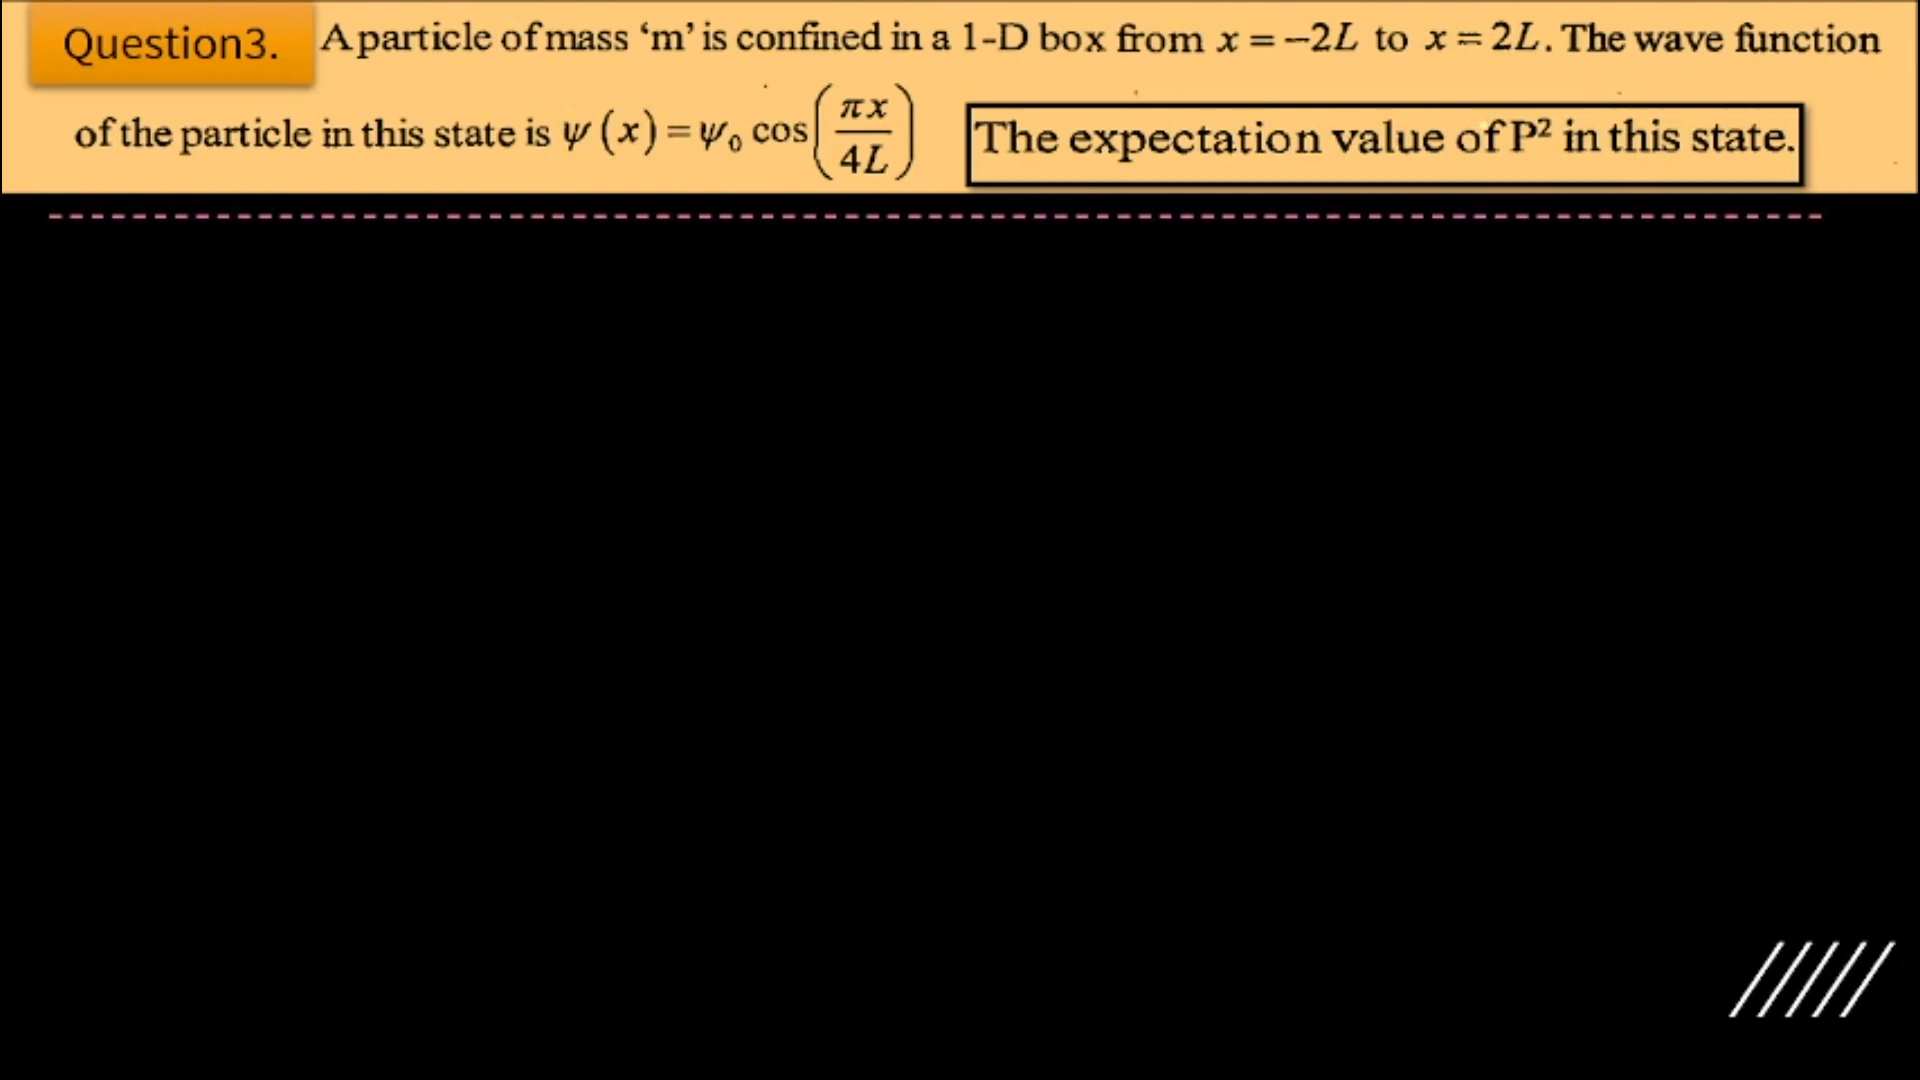 Question3. A particle of mass ‘m’ is confined in a 1-D box from x = −2L to x = 2L. The wave function
of the particle in this state is ψ (x) = ψ₀ cos(πx/4L) The expectation value of P² in this state.